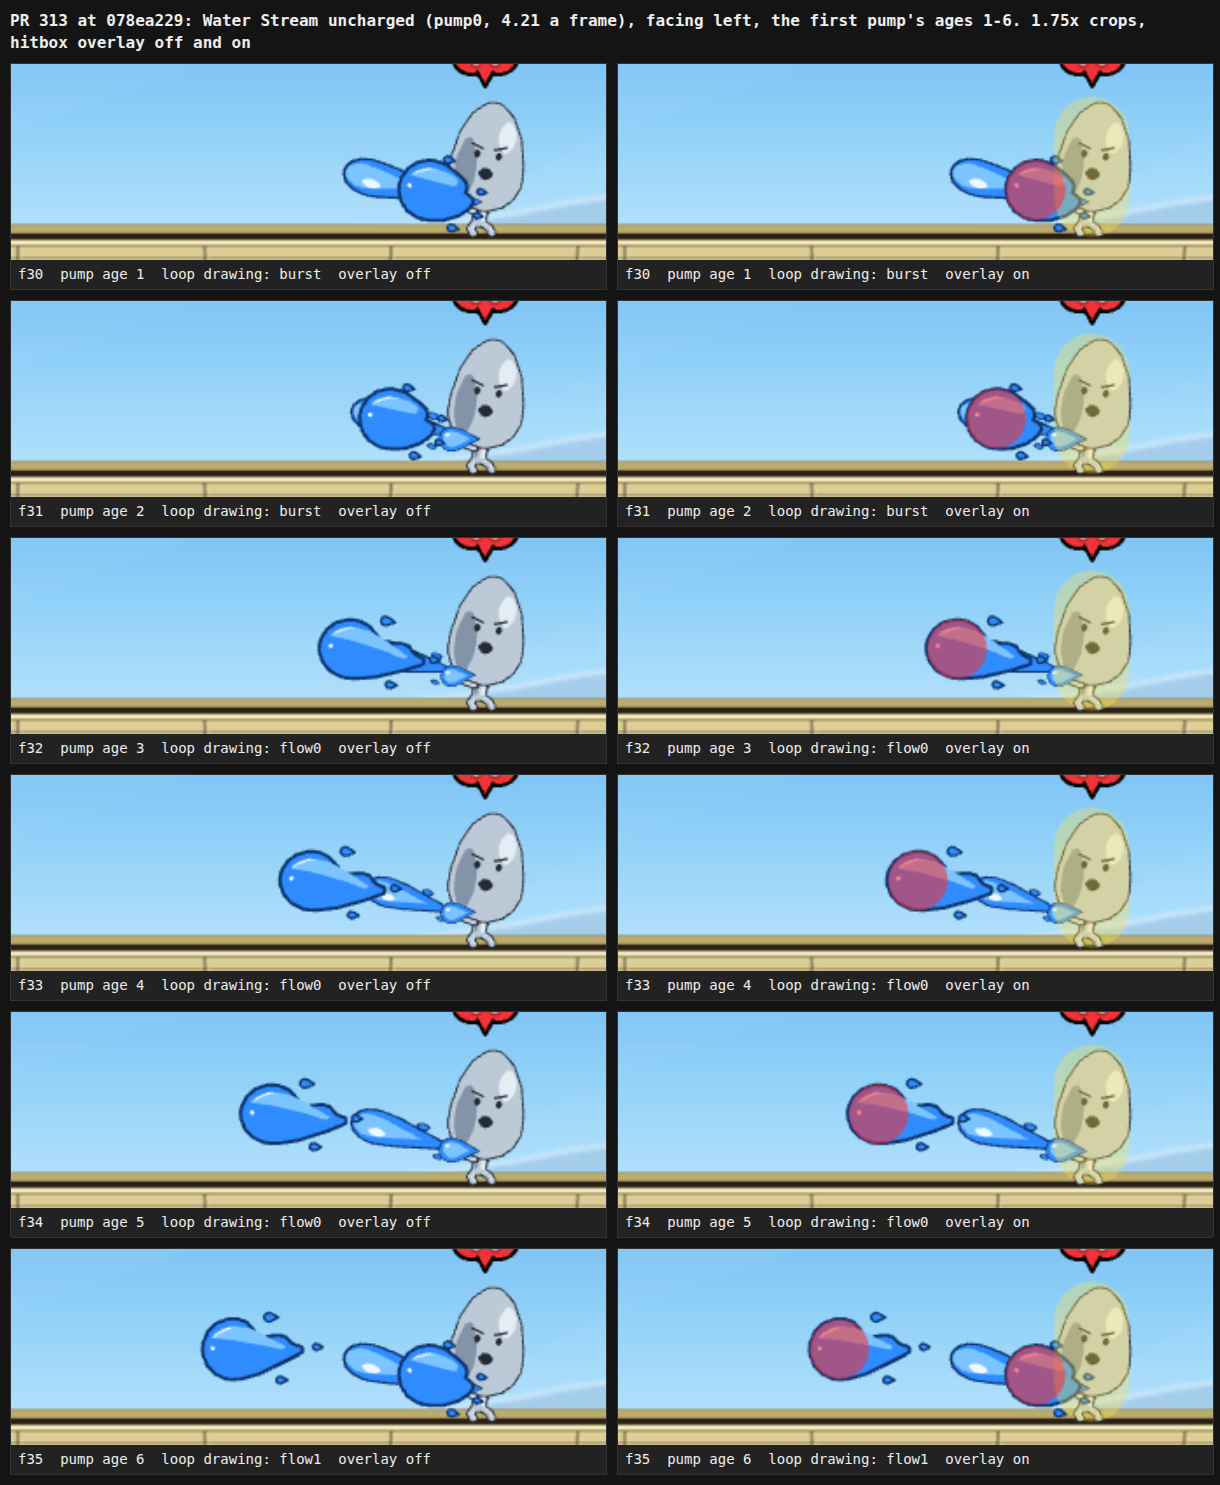 PR 313 at 078ea229: Water Stream uncharged (pump0, 4.21 a frame), facing left, the first pump's ages 1-6. 1.75x crops,
hitbox overlay off and on
f30  pump age 1  loop drawing: burst  overlay off
f30  pump age 1  loop drawing: burst  overlay on
f31  pump age 2  loop drawing: burst  overlay off
f31  pump age 2  loop drawing: burst  overlay on
f32  pump age 3  loop drawing: flow0  overlay off
f32  pump age 3  loop drawing: flow0  overlay on
f33  pump age 4  loop drawing: flow0  overlay off
f33  pump age 4  loop drawing: flow0  overlay on
f34  pump age 5  loop drawing: flow0  overlay off
f34  pump age 5  loop drawing: flow0  overlay on
f35  pump age 6  loop drawing: flow1  overlay off
f35  pump age 6  loop drawing: flow1  overlay on